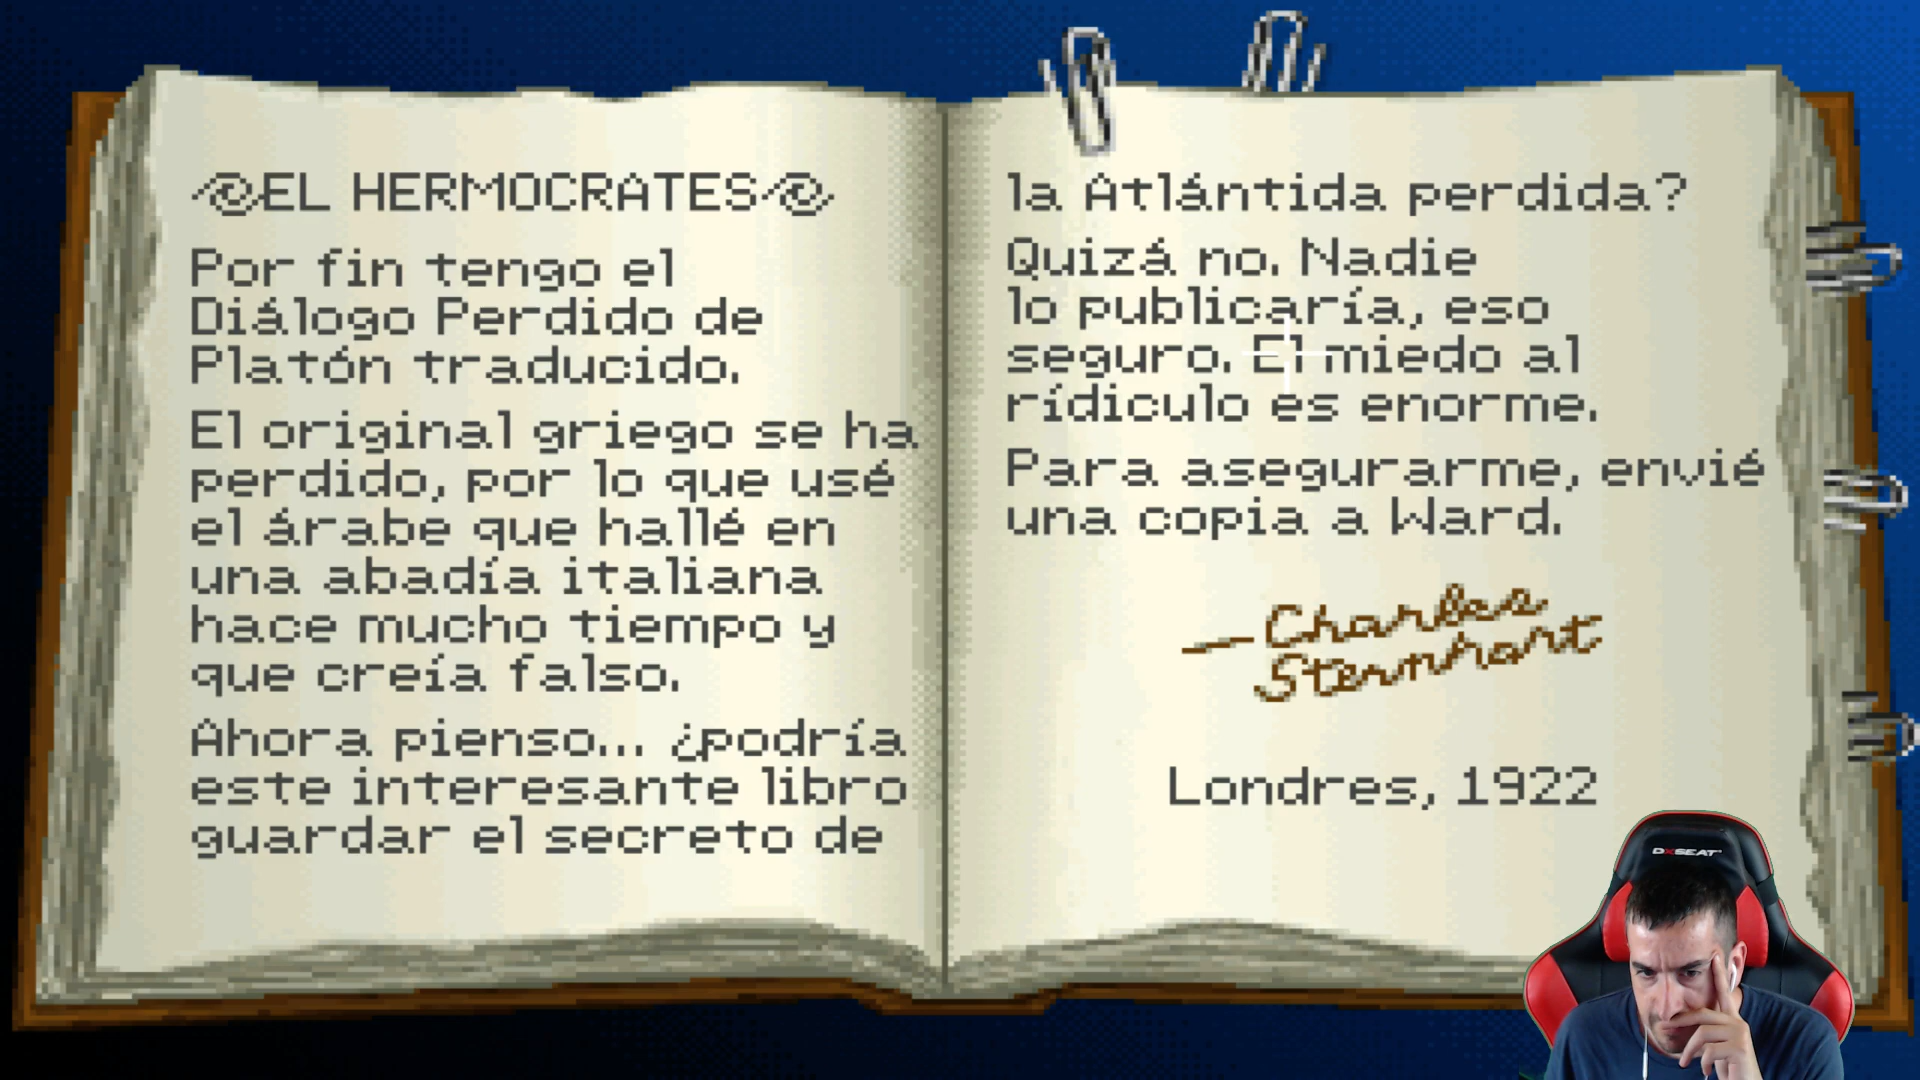 EL HERMOCRATES
Por fin tengo el
Diálogo Perdido de
Platón traducido.
El original griego se ha
perdido, por lo que usé
el árabe que hallé en
una abadía italiana
hace mucho tiempo y
que creía falso.
Ahora pienso... ¿podría
este interesante libro
guardar el secreto de
la Atlántida perdida?
Quizá no. Nadie
lo publicaría, eso
seguro. El miedo al
rídiculo es enorme.
Para asegurarme, envié
una copia a Ward.
— Charles
Sternhart
Londres, 1922
DXSEAT